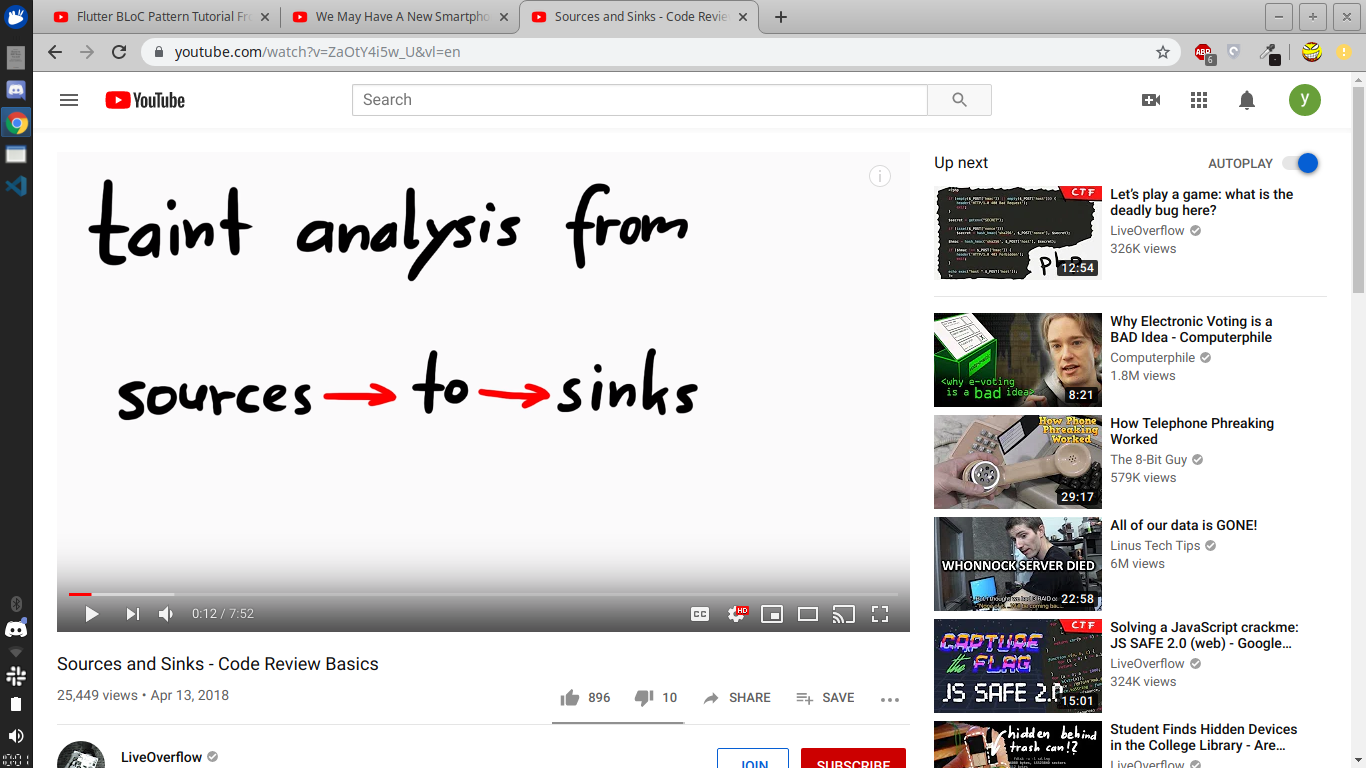 Flutter BLoC Pattern Tutorial Fr
We May Have A New Smartpho
Sources and Sinks - Code Revie
youtube.com/watch?v=ZaOtY4i5w_U&vl=en
ABP
6
YouTube
Search
y
taint analysis from
sources → to → sinks
0:12 / 7:52
CC
HD
Sources and Sinks - Code Review Basics
25,449 views • Apr 13, 2018
896
10
SHARE
SAVE
LiveOverflow
JOIN
SUBSCRIBE
Up next
AUTOPLAY
CTF
php
12:54
Let's play a game: what is the
deadly bug here?
LiveOverflow
326K views
<why e-voting
is a bad idea>
8:21
Why Electronic Voting is a
BAD Idea - Computerphile
Computerphile
1.8M views
How Phone
Phreaking
Worked
29:17
How Telephone Phreaking
Worked
The 8-Bit Guy
579K views
WHONNOCK SERVER DIED
22:58
All of our data is GONE!
Linus Tech Tips
6M views
CTF
CAPTURE
the FLAG
JS SAFE 2.0
15:01
Solving a JavaScript crackme:
JS SAFE 2.0 (web) - Google...
LiveOverflow
324K views
hidden behind
trash can!?
Student Finds Hidden Devices
in the College Library - Are...
LiveOverflow